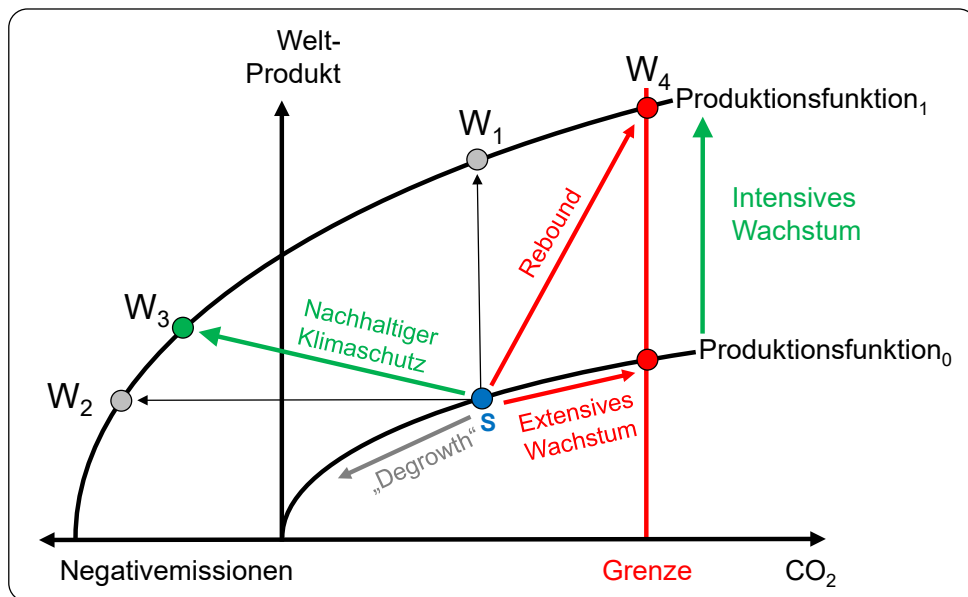 Welt-
Produkt
W₄
Produktionsfunktion₁
W₁
Rebound
Intensives
Wachstum
W₃
Nachhaltiger
Klimaschutz
Produktionsfunktion₀
W₂
S
Extensives
Wachstum
„Degrowth“
Negativemissionen
Grenze
CO₂